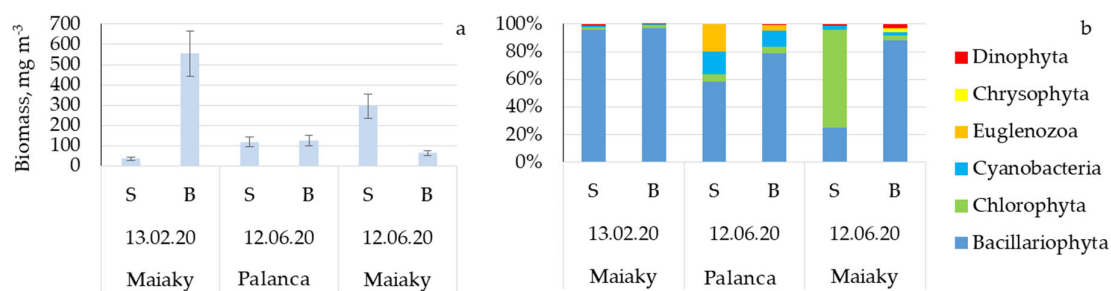 700
600
500
400
300
200
100
0
Biomass, mg m-3
a
S B S B S B
13.02.20 12.06.20 12.06.20
Maiaky Palanca Maiaky
100%
80%
60%
40%
20%
0%
b
S B S B S B
13.02.20 12.06.20 12.06.20
Maiaky Palanca Maiaky
Dinophyta
Chrysophyta
Euglenozoa
Cyanobacteria
Chlorophyta
Bacillariophyta